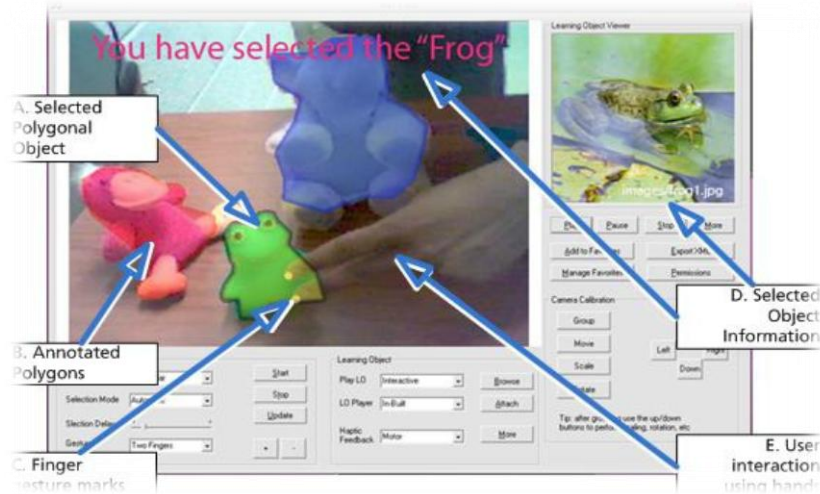 You have selected the "Frog"
A. Selected
Polygonal
Object
B. Annotated
Polygons
C. Finger
gesture marks
Learning Object Viewer
images/frog1.jpg
Pause
Stop
More
Add to Favorites
Export XML
Manage Favorites
Permissions
Camera Calibration
Group
Move
Scale
Rotate
Left
Right
Down
Tip: after grouping use the up/down
buttons to perform scaling, rotation, etc
D. Selected
Object
Information
E. User
interaction
using hands
Selection Mode
Slection Delay
Gesture
Two Fingers
Start
Stop
Update
+ -
Learning Object
Play LO Interactive Browse
LO Player In-Built Attach
Haptic
Feedback Motor More